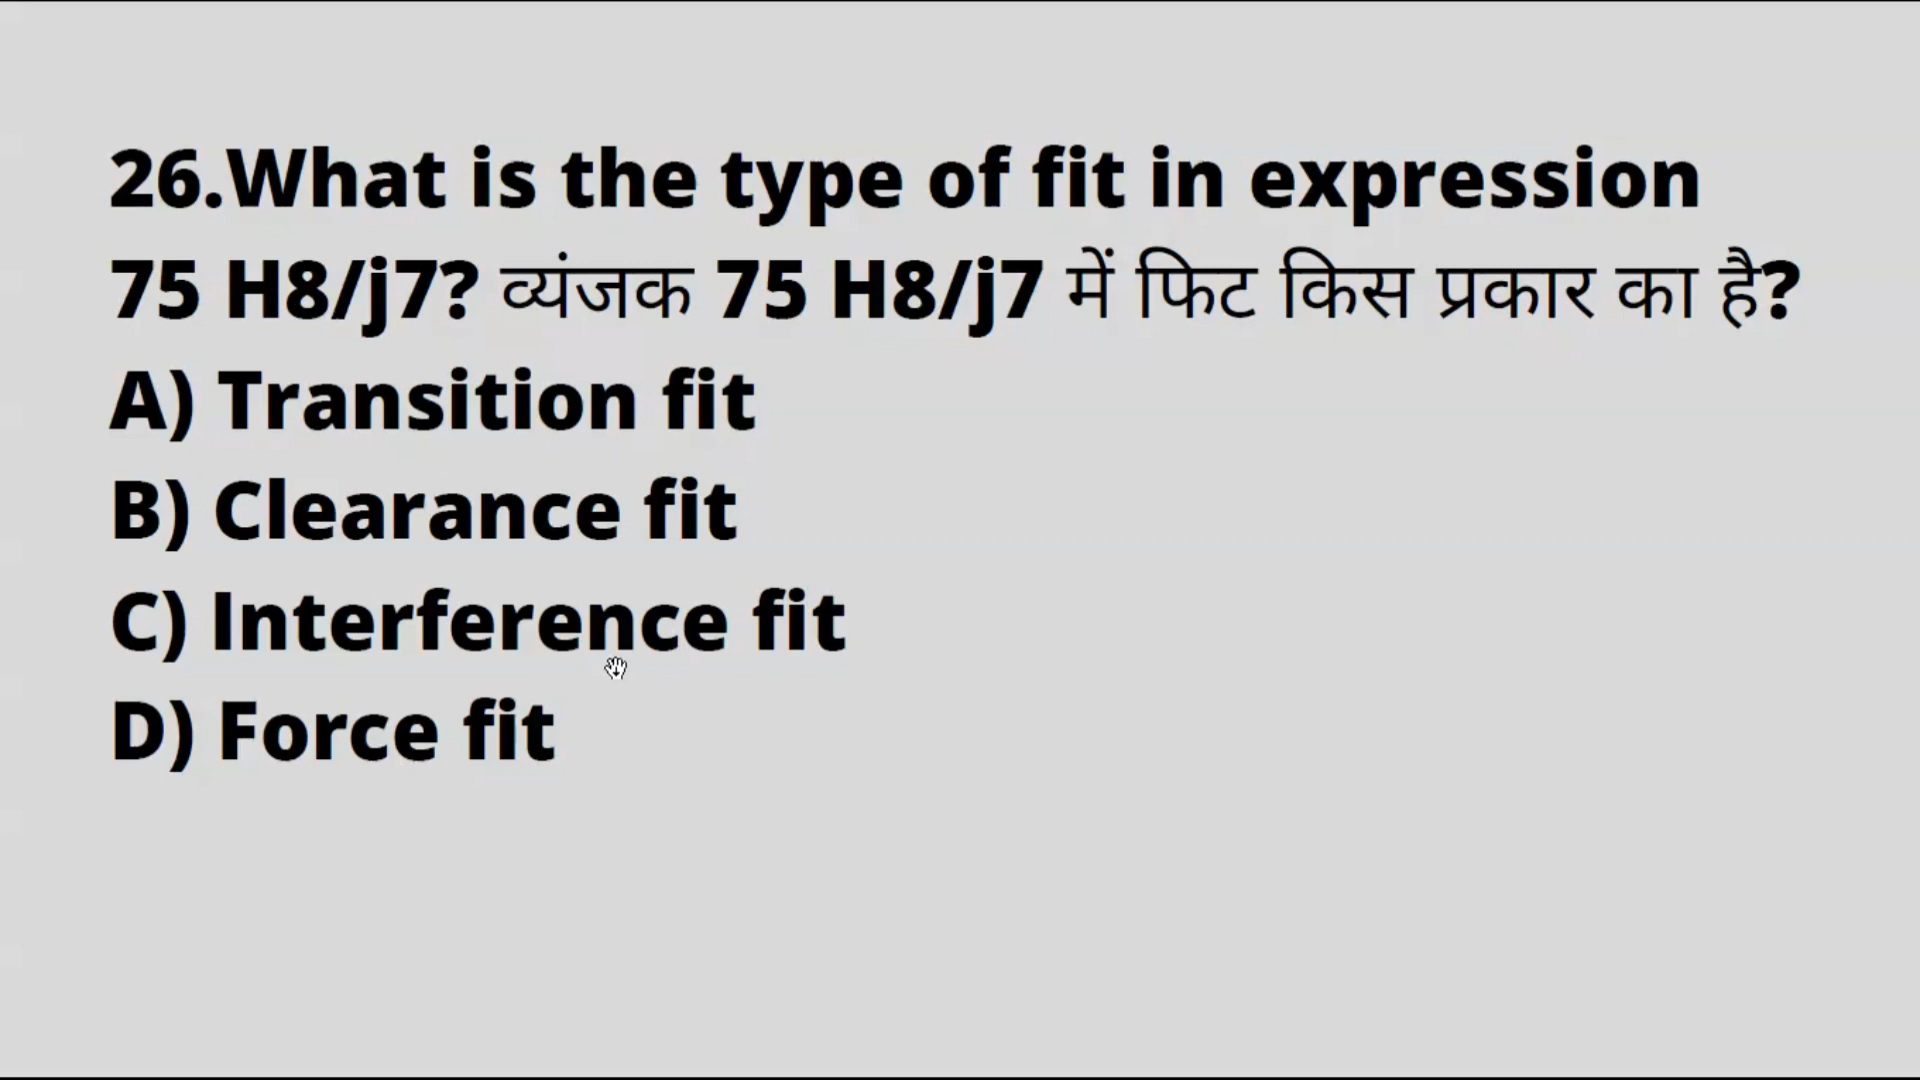 26.What is the type of fit in expression
75 H8/j7? व्यंजक 75 H8/j7 में फिट किस प्रकार का है?
A) Transition fit
B) Clearance fit
C) Interference fit
D) Force fit